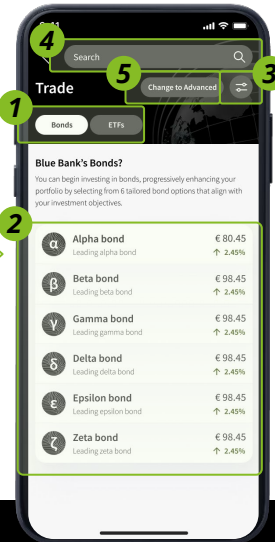 4
Search
3
5
Trade
Change to Advanced
1
Bonds
ETFs
Blue Bank's Bonds?
You can begin investing in bonds, progressively enhancing your
portfolio by selecting from 6 tailored bond options that align with
your investment objectives.
2
α Alpha bond € 80.45
Leading alpha bond ↑ 2.45%
β Beta bond € 98.45
Leading beta bond ↑ 2.45%
γ Gamma bond € 98.45
Leading gamma bond ↑ 2.45%
δ Delta bond € 98.45
Leading delta bond ↑ 2.45%
ε Epsilon bond € 98.45
Leading epsilon bond ↑ 2.45%
ζ Zeta bond € 98.45
Leading zeta bond ↑ 2.45%